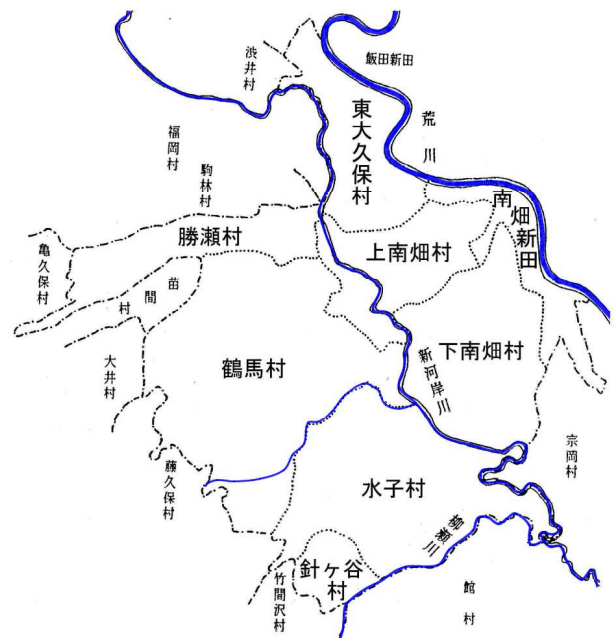 渋井村
飯田新田
東大久保村
荒川
福岡村
駒林村
南畑新田
亀久保村
勝瀬村
上南畑村
苗間村
大井村
鶴馬村
新河岸川
下南畑村
藤久保村
水子村
宗岡村
針ヶ谷村
竹間沢村
館村